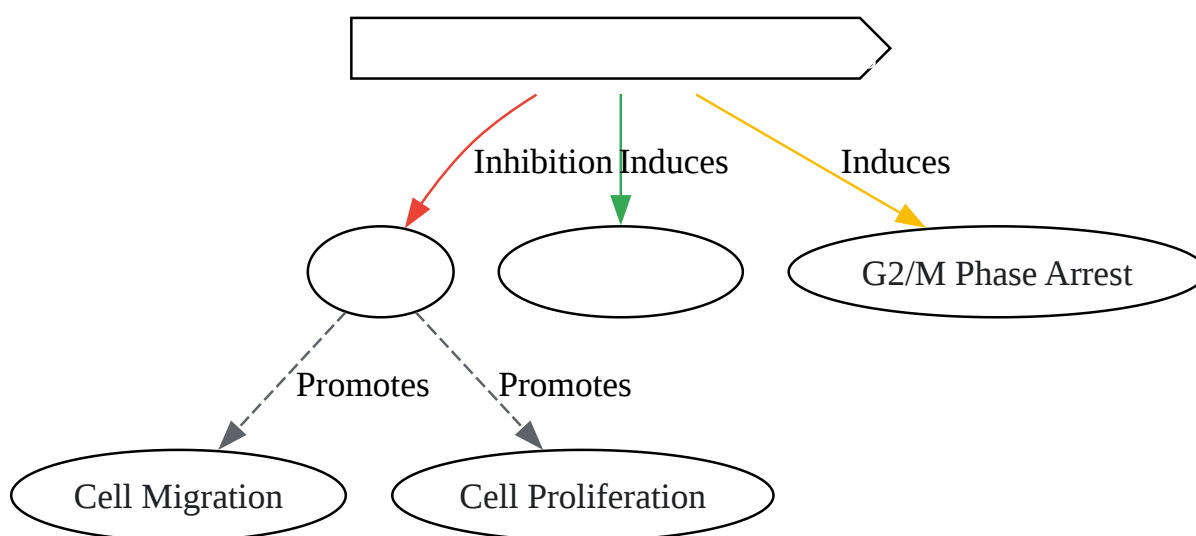 Inhibition
Induces
Induces
G2/M Phase Arrest
Promotes
Promotes
Cell Migration
Cell Proliferation